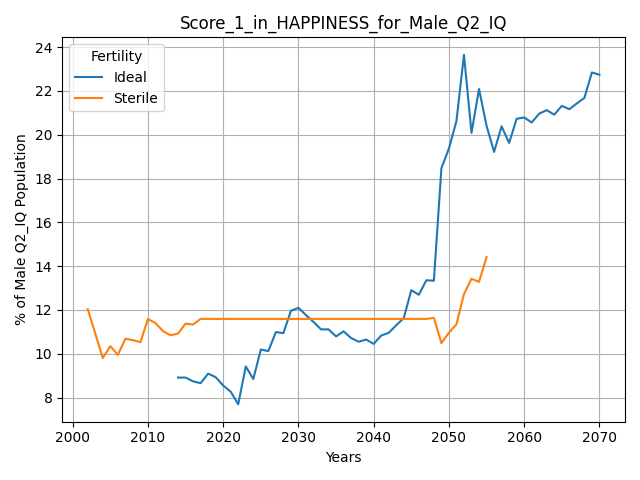 Score_1_in_HAPPINESS_for_Male_Q2_IQ
Fertility
Ideal
Sterile
% of Male Q2_IQ Population
24
22
20
18
16
14
12
10
8
2000 2010 2020 2030 2040 2050 2060 2070
Years